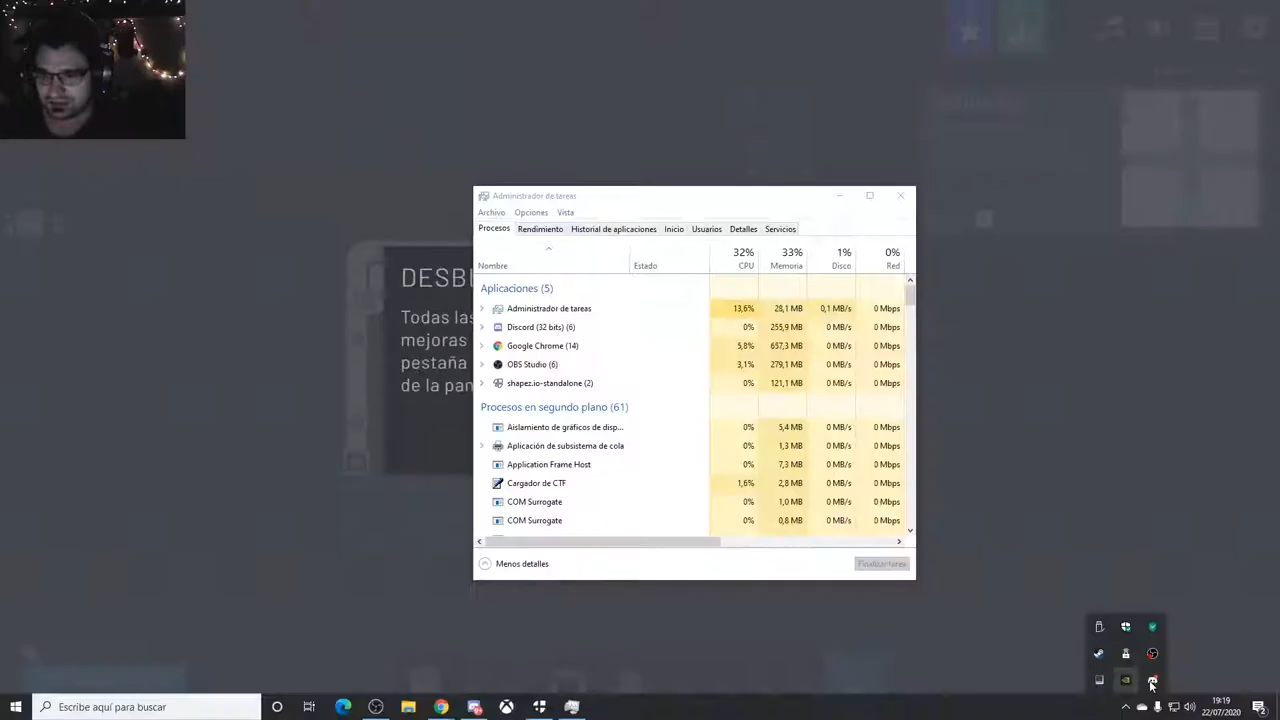 Administrador de tareas
Archivo Opciones Vista
Procesos Rendimiento Historial de aplicaciones Inicio Usuarios Detalles Servicios
32% 33% 1% 0%
Nombre Estado CPU Memoria Disco Red
Aplicaciones (5)
Administrador de tareas 13,6% 28,1 MB 0,1 MB/s 0 Mbps
Discord (32 bits) (6) 0% 255,9 MB 0 MB/s 0 Mbps
Google Chrome (14) 5,8% 657,3 MB 0 MB/s 0 Mbps
OBS Studio (6) 3,1% 279,1 MB 0 MB/s 0 Mbps
shapez.io-standalone (2) 0% 121,1 MB 0 MB/s 0 Mbps
Procesos en segundo plano (61)
Aislamiento de gráficos de disp... 0% 5,4 MB 0 MB/s 0 Mbps
Aplicación de subsistema de cola 0% 1,3 MB 0 MB/s 0 Mbps
Application Frame Host 0% 7,3 MB 0 MB/s 0 Mbps
Cargador de CTF 1,6% 2,8 MB 0 MB/s 0 Mbps
COM Surrogate 0% 1,0 MB 0 MB/s 0 Mbps
COM Surrogate 0% 0,8 MB 0 MB/s 0 Mbps
Menos detalles Finalizar tarea
DESB
Todas las
mejoras
pestaña
de la pan
Escribe aquí para buscar
19:19
22/07/2020